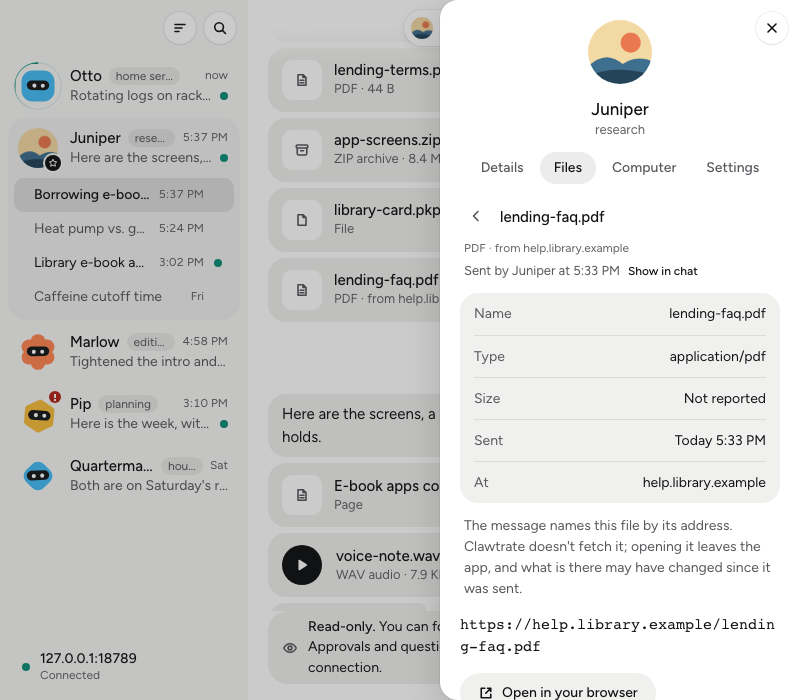 Otto home ser... now
Rotating logs on rack...
Juniper rese... 5:37 PM
Here are the screens,...
Borrowing e-boo... 5:37 PM
Heat pump vs. g... 5:24 PM
Library e-book a... 3:02 PM
Caffeine cutoff time Fri
Marlow editi... 4:58 PM
Tightened the intro and...
Pip planning 3:10 PM
Here is the week, wit...
Quarterma... hou... Sat
Both are on Saturday's r...
127.0.0.1:18789
Connected
lending-terms.p
PDF · 44 B
app-screens.zip
ZIP archive · 8.4 M
library-card.pkp
File
lending-faq.pdf
PDF · from help.lib
Here are the screens, a
holds.
E-book apps co
Page
voice-note.wav
WAV audio · 7.9 K
Read-only. You can fo
Approvals and questi
connection.
Juniper
research
Details Files Computer Settings
lending-faq.pdf
PDF · from help.library.example
Sent by Juniper at 5:33 PM Show in chat
Name lending-faq.pdf
Type application/pdf
Size Not reported
Sent Today 5:33 PM
At help.library.example
The message names this file by its address.
Clawtrate doesn't fetch it; opening it leaves the
app, and what is there may have changed since it
was sent.
https://help.library.example/lendin
g-faq.pdf
Open in your browser